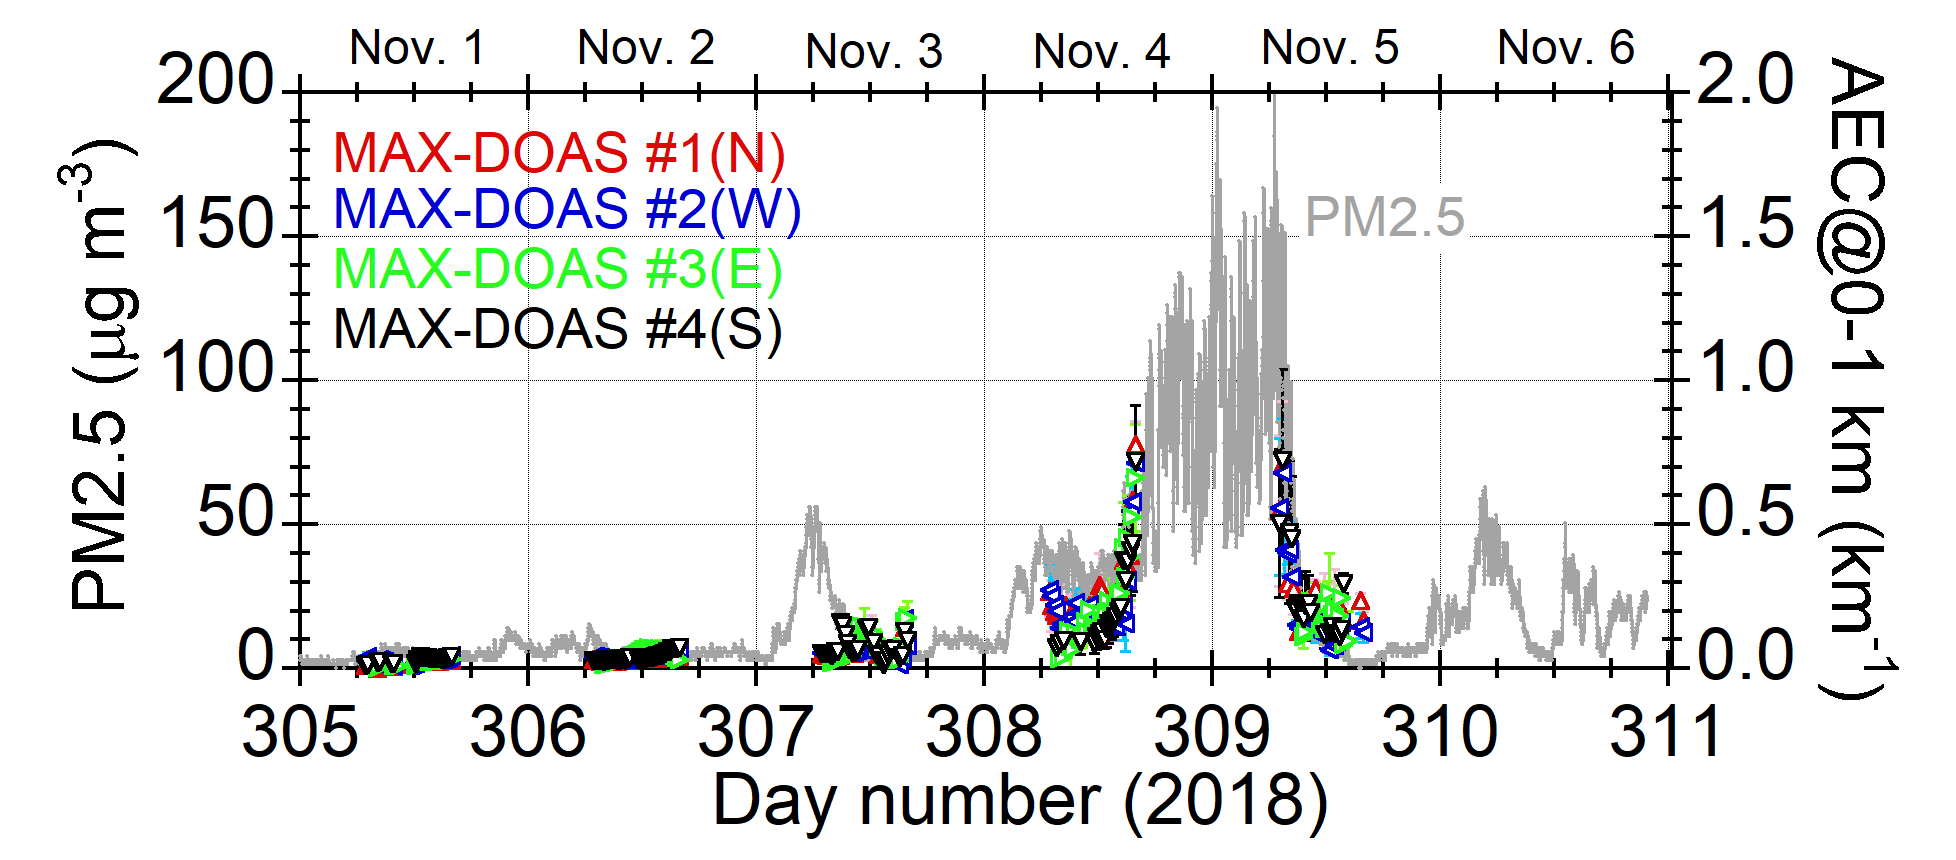 Nov. 1 Nov. 2 Nov. 3 Nov. 4 Nov. 5 Nov. 6
200 2.0
MAX-DOAS #1(N)
MAX-DOAS #2(W)
PM2.5
150 1.5
MAX-DOAS #3(E)
MAX-DOAS #4(S)
100 1.0
50 0.5
0 0.0
PM2.5 (μg m-3)
AEC@0-1 km (km-1)
305 306 307 308 309 310 311
Day number (2018)